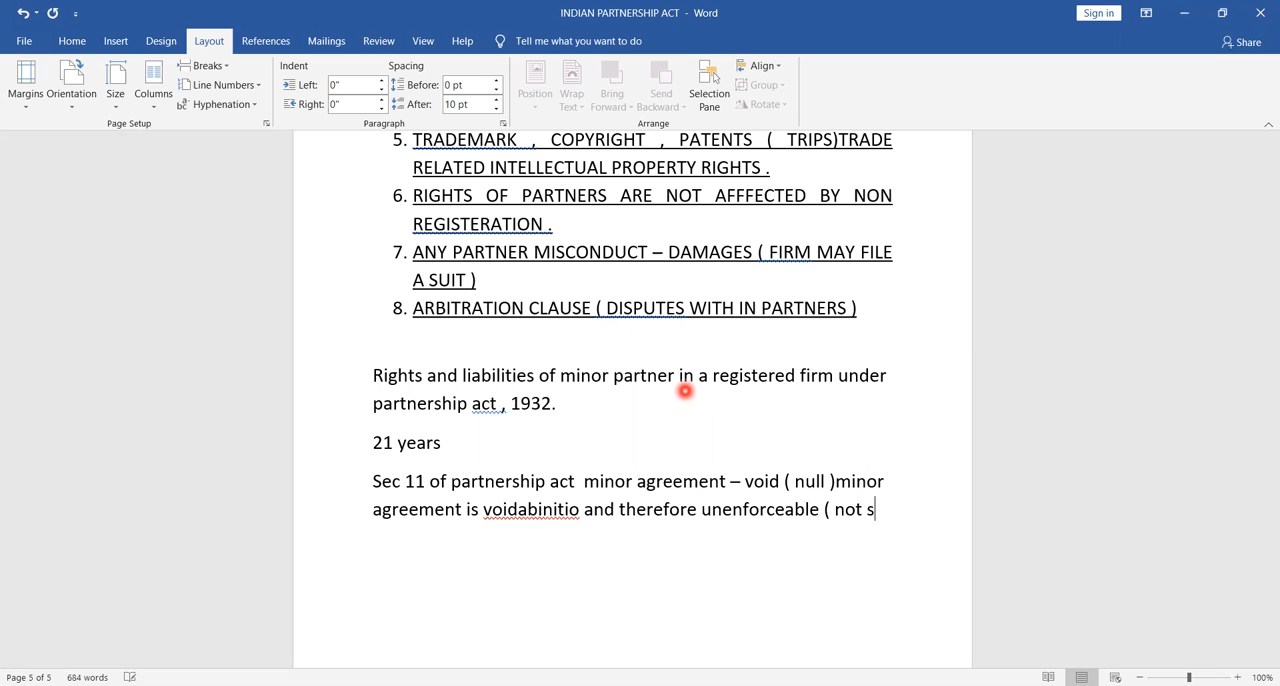 INDIAN PARTNERSHIP ACT - Word
Sign in
File Home Insert Design Layout References Mailings Review View Help Tell me what you want to do
Share
Margins Orientation Size Columns
Breaks
Line Numbers
Hyphenation
Page Setup
Indent
Left: 0"
Right: 0"
Spacing
Before: 0 pt
After: 10 pt
Paragraph
Position Wrap Text Bring Forward Send Backward Selection Pane
Align
Group
Rotate
Arrange
5. TRADEMARK , COPYRIGHT , PATENTS ( TRIPS)TRADE
RELATED INTELLECTUAL PROPERTY RIGHTS .
6. RIGHTS OF PARTNERS ARE NOT AFFFECTED BY NON
REGISTERATION .
7. ANY PARTNER MISCONDUCT – DAMAGES ( FIRM MAY FILE
A SUIT )
8. ARBITRATION CLAUSE ( DISPUTES WITH IN PARTNERS )
Rights and liabilities of minor partner in a registered firm under
partnership act , 1932.
21 years
Sec 11 of partnership act  minor agreement – void ( null )minor
agreement is voidabinitio and therefore unenforceable ( not s
Page 5 of 5 684 words
100%